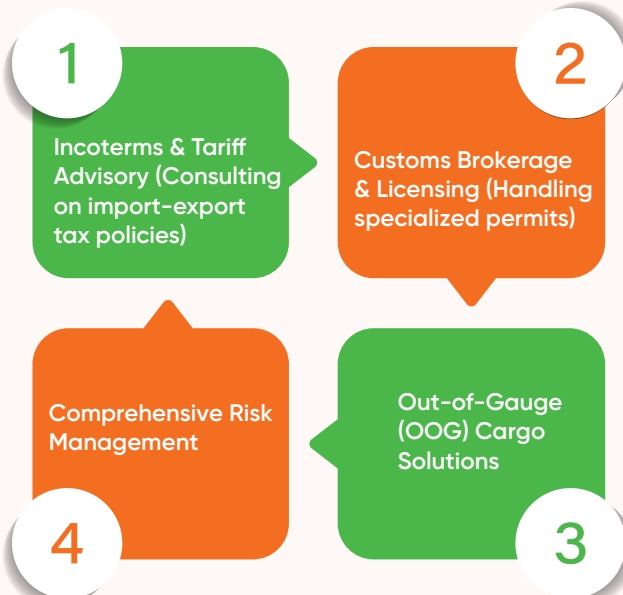 1
Incoterms & Tariff
Advisory (Consulting
on import-export
tax policies)
2
Customs Brokerage
& Licensing (Handling
specialized permits)
3
Out-of-Gauge
(OOG) Cargo
Solutions
4
Comprehensive Risk
Management